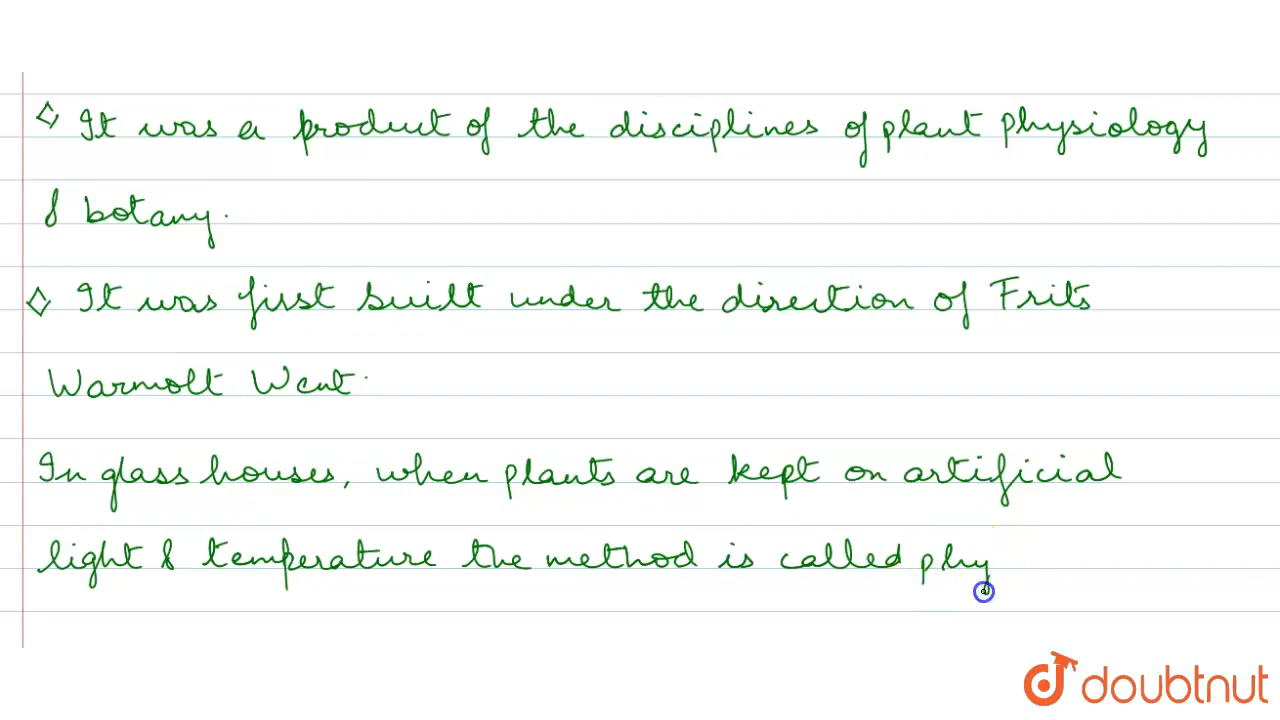 ◇ It was a product of the disciplines of plant physiology
& botany.
◇ It was first built under the direction of Frits
Warmolt Went.
In glass houses, when plants are kept on artificial
light & temperature the method is called phy
doubtnut